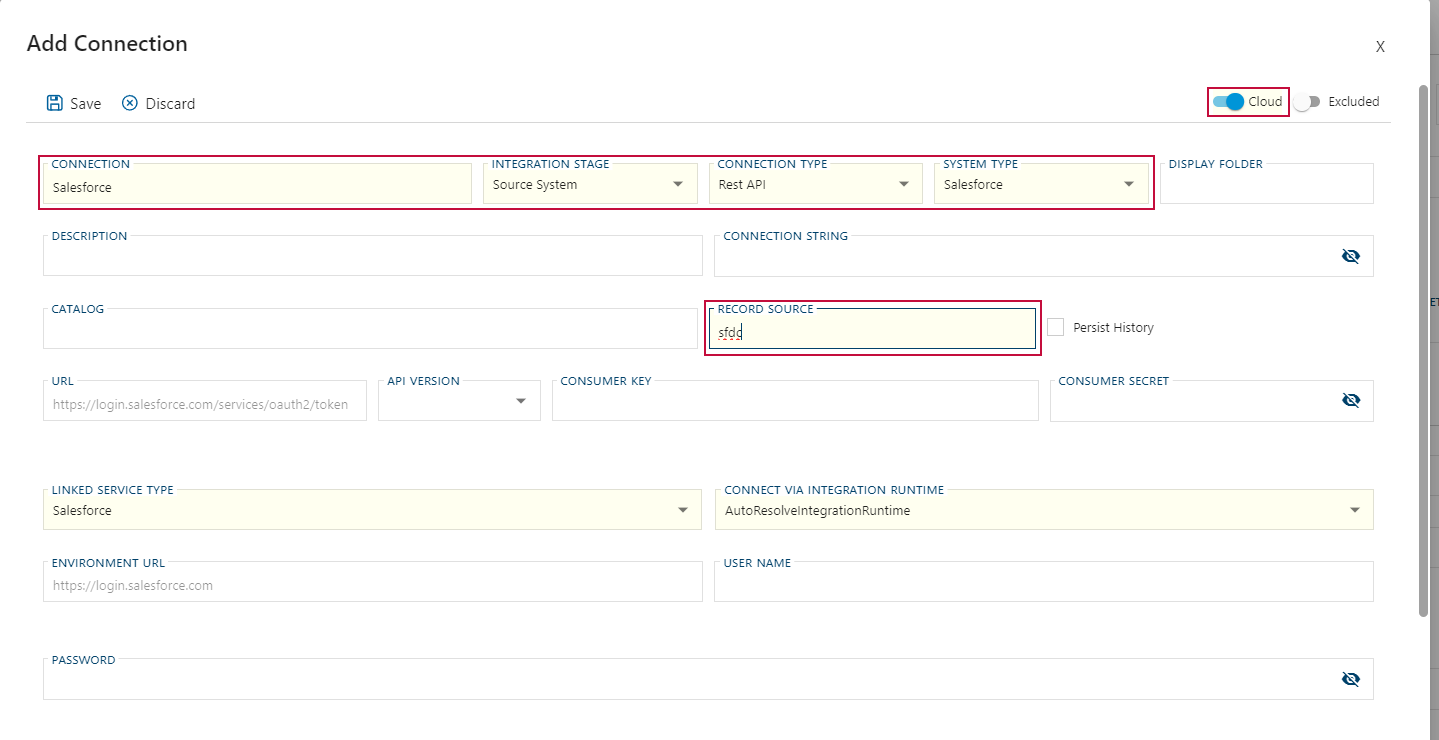 Add Connection
X
Save Discard Cloud Excluded
CONNECTION INTEGRATION STAGE CONNECTION TYPE SYSTEM TYPE DISPLAY FOLDER
Salesforce Source System Rest API Salesforce
DESCRIPTION CONNECTION STRING
CATALOG RECORD SOURCE
sfdc Persist History
URL API VERSION CONSUMER KEY CONSUMER SECRET
https://login.salesforce.com/services/oauth2/token
LINKED SERVICE TYPE CONNECT VIA INTEGRATION RUNTIME
Salesforce AutoResolveIntegrationRuntime
ENVIRONMENT URL USER NAME
https://login.salesforce.com
PASSWORD